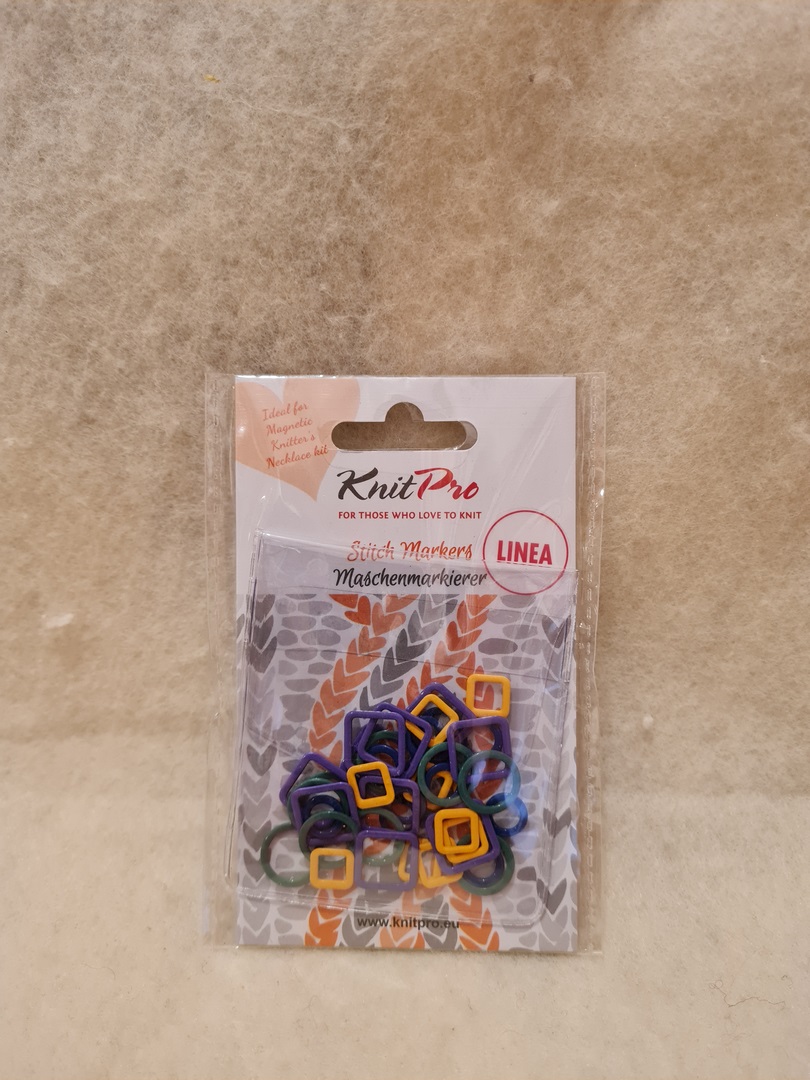 Ideal for
Magnetic
Knitter's
Necklace kit
KnitPro
FOR THOSE WHO LOVE TO KNIT
LINEA
Stitch Markers
Maschenmarkierer
www.knitpro.eu